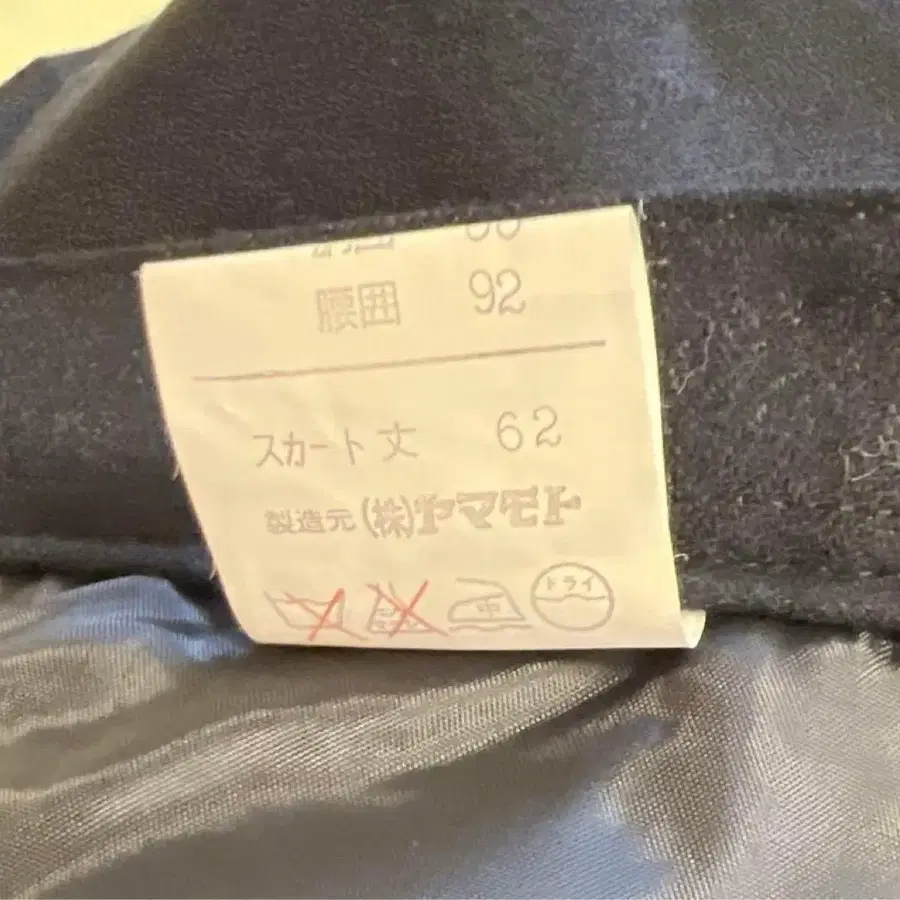 腰囲 92
スカート丈 62
製造元(株)ヤマモト
中 ドライ